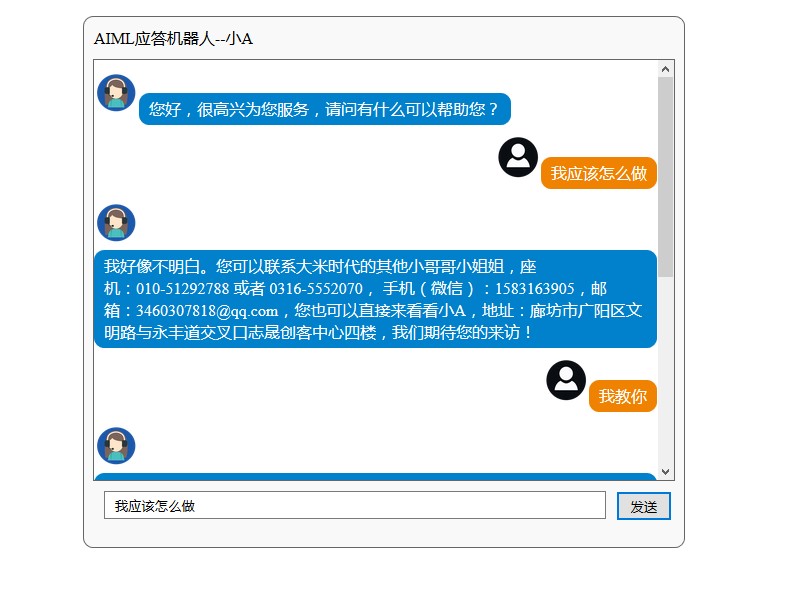 AIML应答机器人--小A
您好，很高兴为您服务，请问有什么可以帮助您？
我应该怎么做
我好像不明白。您可以联系大米时代的其他小哥哥小姐姐，座
机：010-51292788 或者 0316-5552070， 手机（微信）：1583163905，邮
箱：3460307818@qq.com，您也可以直接来看看小A，地址：廊坊市广阳区文
明路与永丰道交叉口志晟创客中心四楼，我们期待您的来访！
我教你
我应该怎么做
发送